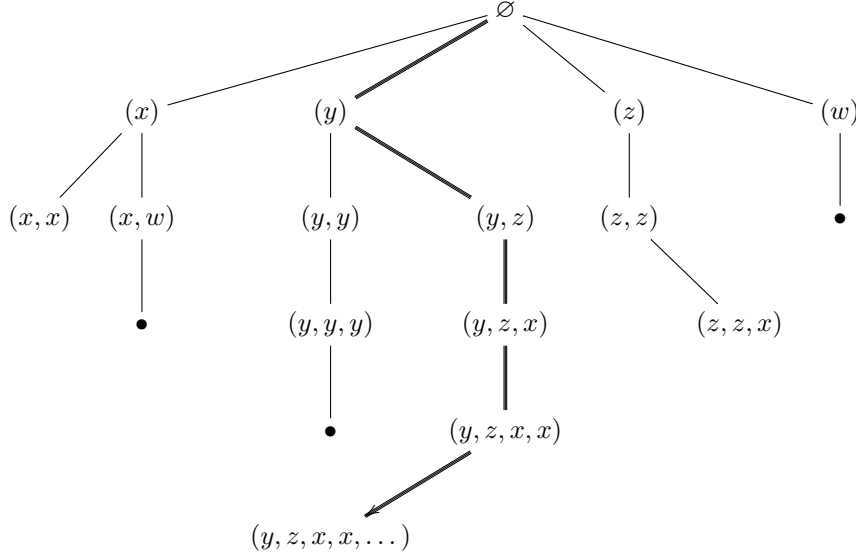 ∅
(x) (y) (z) (w)
(x, x) (x, w) (y, y) (y, z) (z, z)
(y, y, y) (y, z, x) (z, z, x)
(y, z, x, x)
(y, z, x, x, . . . )